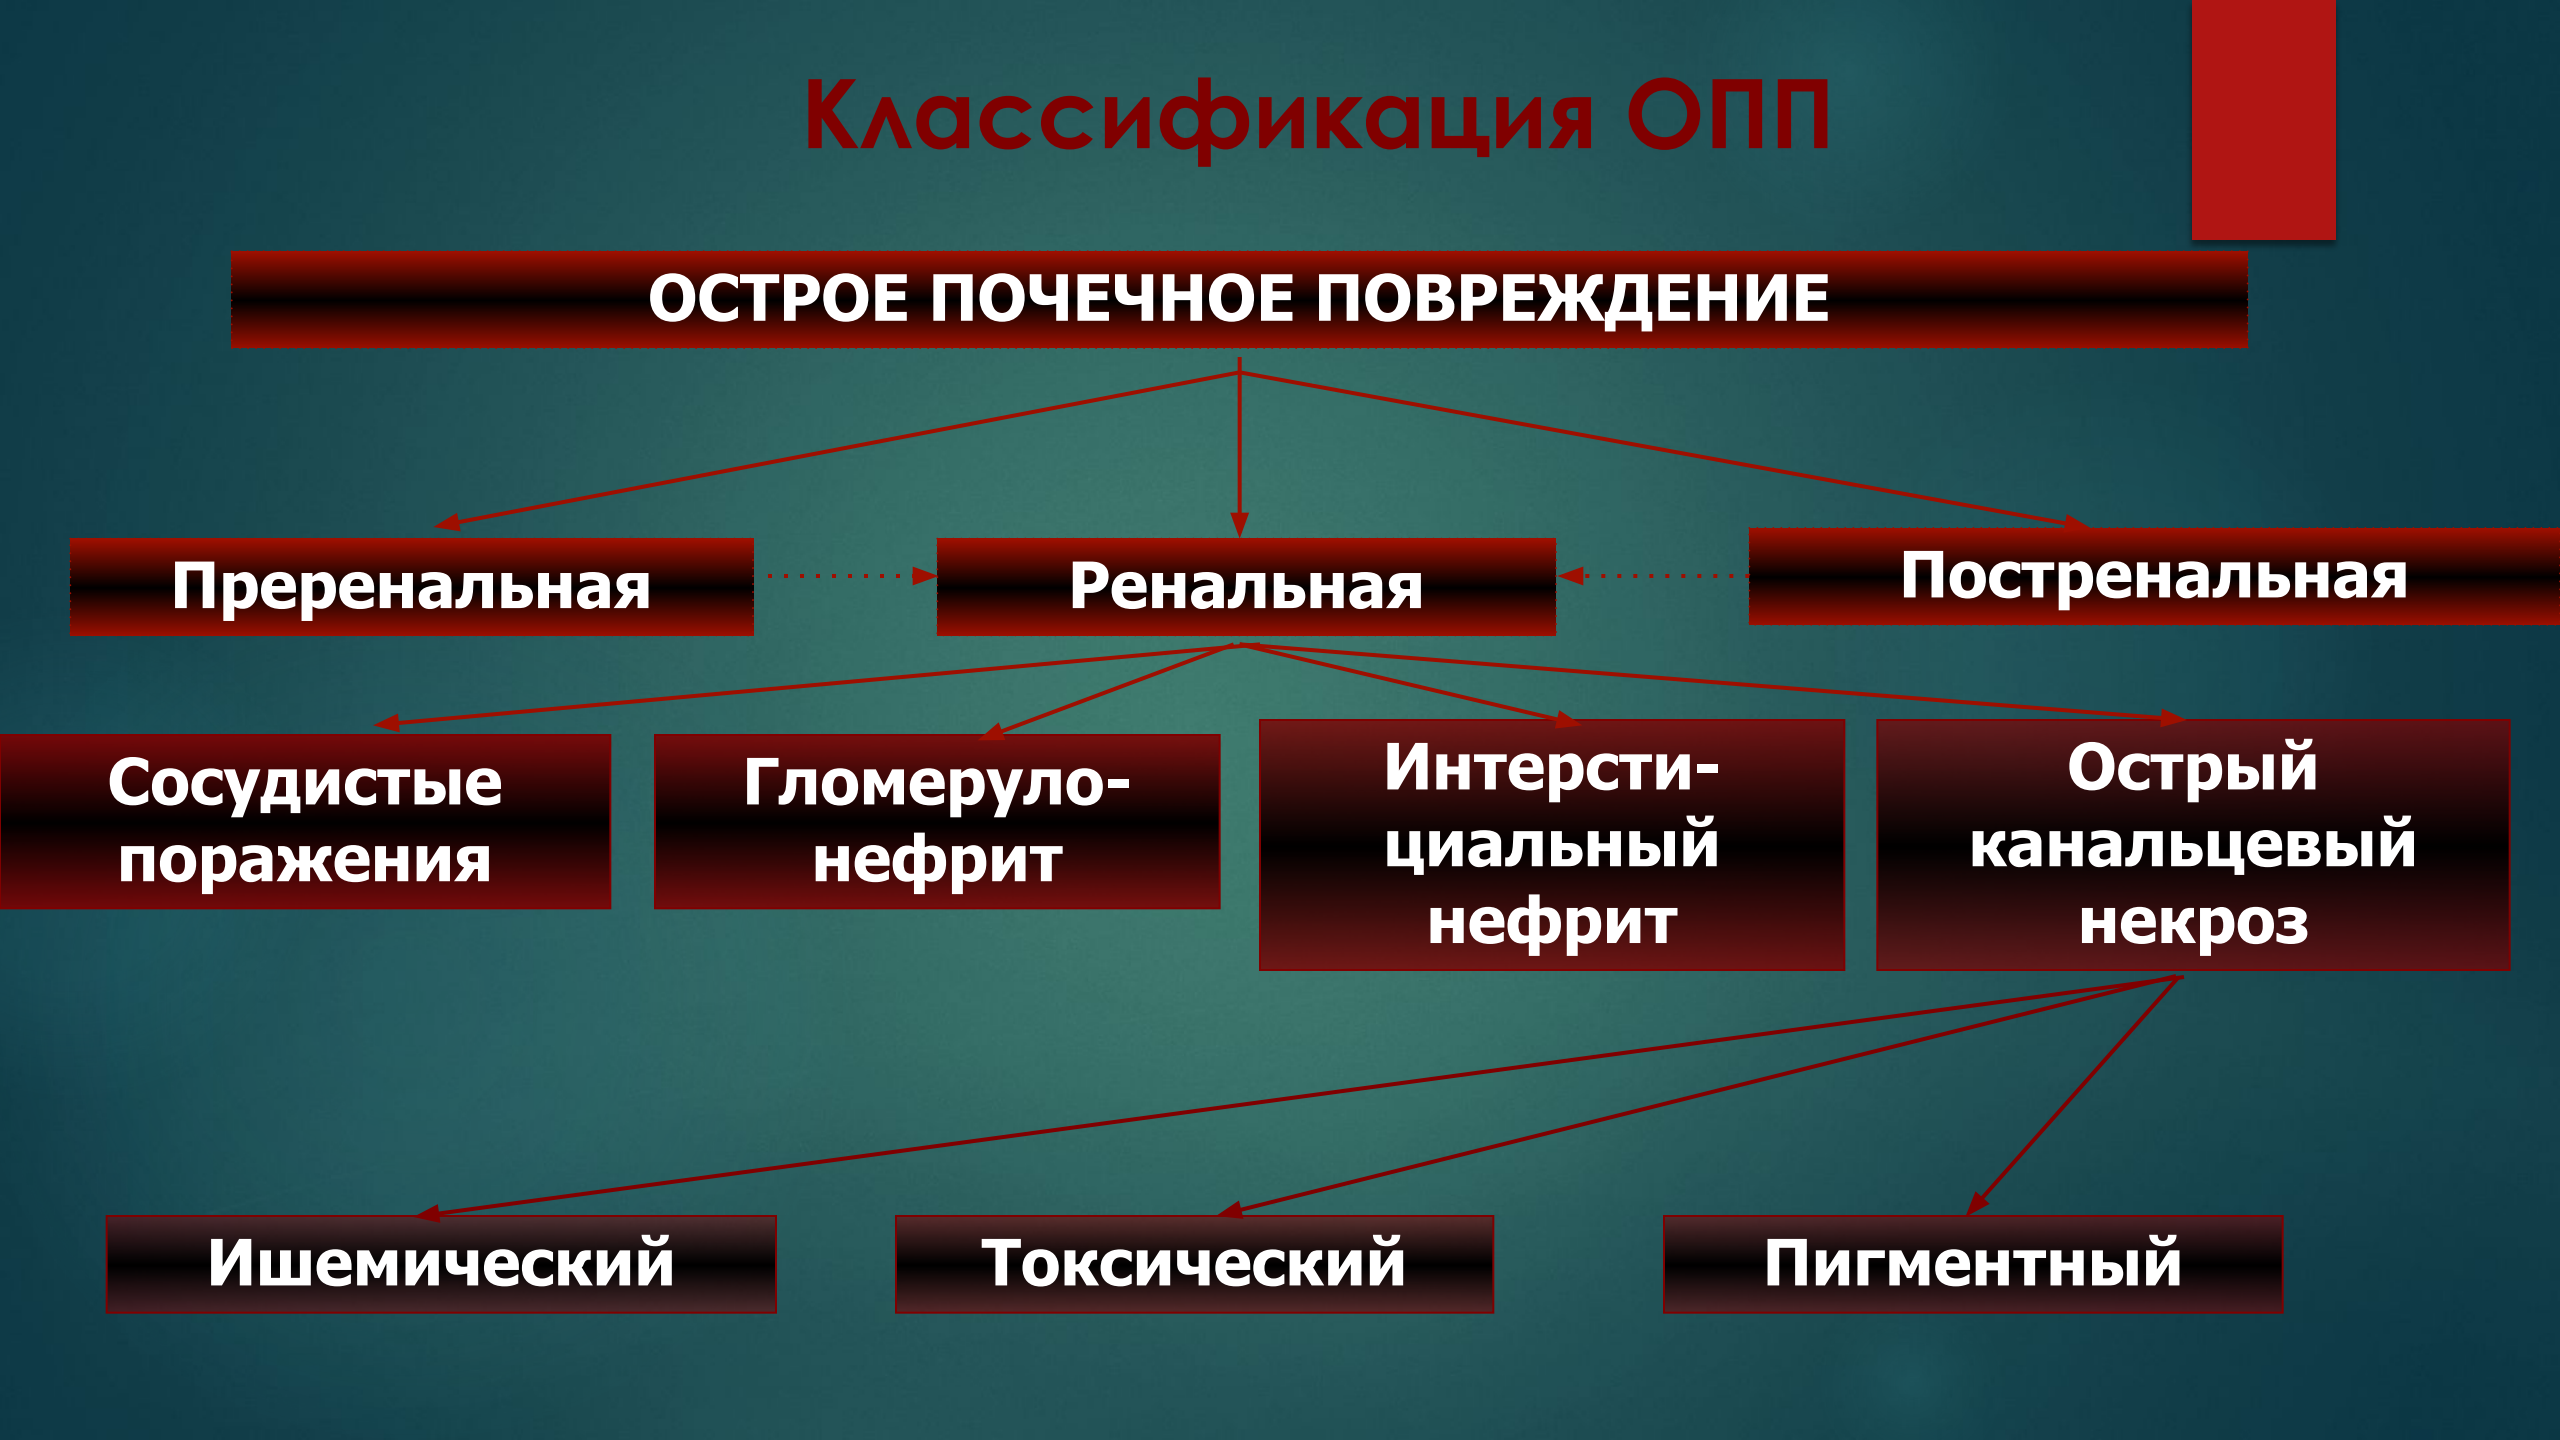 Классификация ОПП
ОСТРОЕ ПОЧЕЧНОЕ ПОВРЕЖДЕНИЕ
Преренальная
Ренальная
Постренальная
Сосудистые
поражения
Гломеруло-
нефрит
Интерсти-
циальный
нефрит
Острый
канальцевый
некроз
Ишемический
Токсический
Пигментный